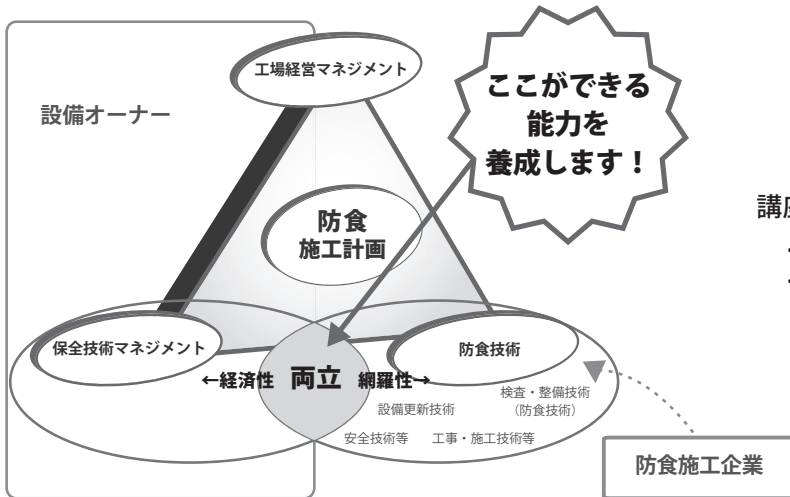 工場経営マネジメント
設備オーナー
ここができる
能力を
養成します！
防食
施工計画
保全技術マネジメント
防食技術
←経済性 両立 網羅性→
検査・整備技術
（防食技術）
設備更新技術
安全技術等 工事・施工技術等
防食施工企業